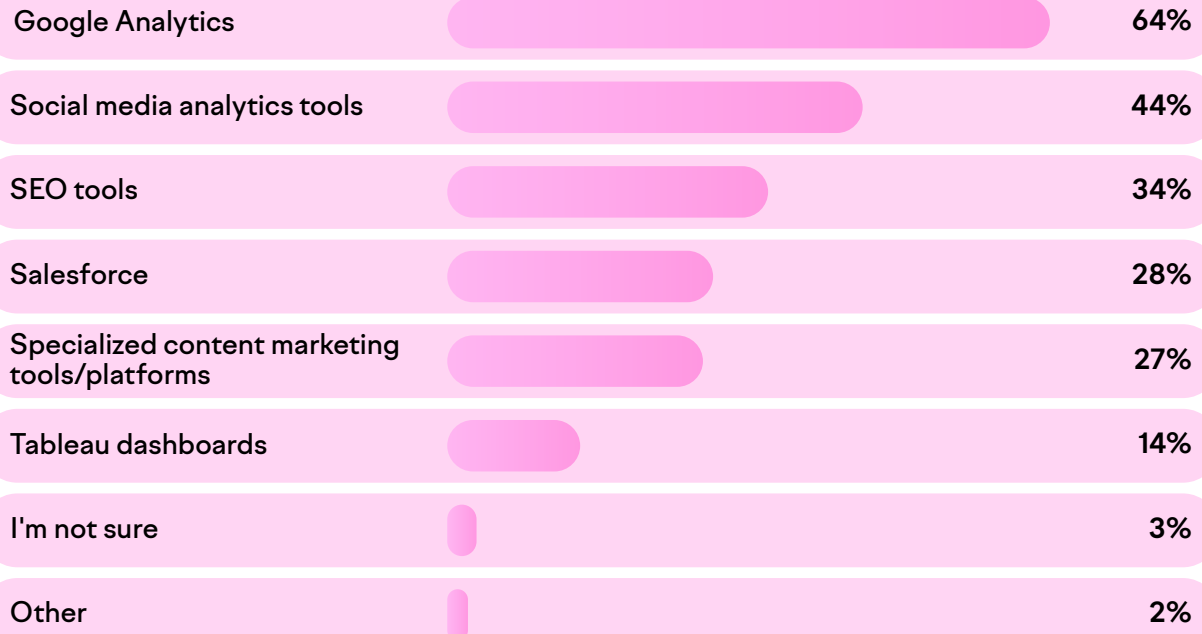 Google Analytics 64%
Social media analytics tools 44%
SEO tools 34%
Salesforce 28%
Specialized content marketing
tools/platforms 27%
Tableau dashboards 14%
I'm not sure 3%
Other 2%